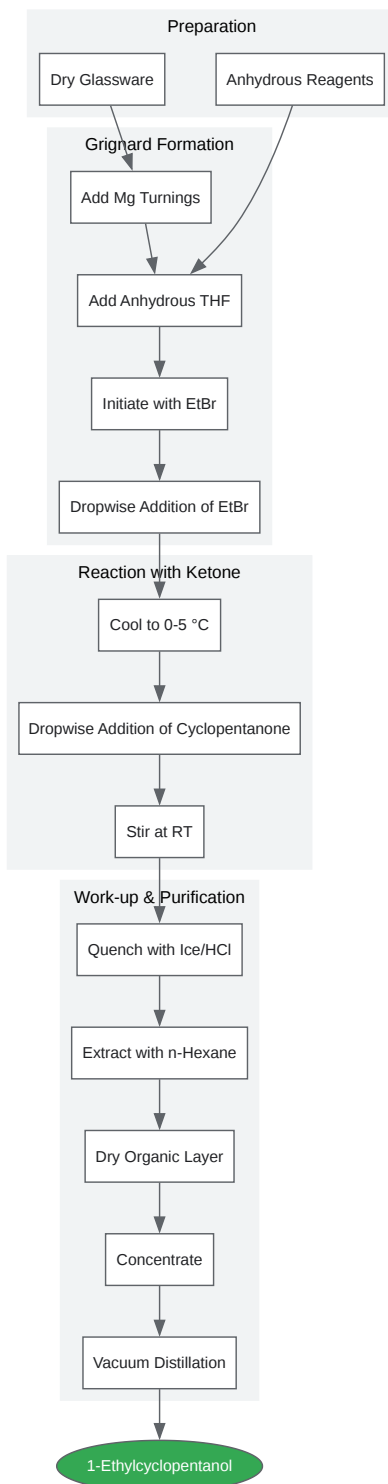 Preparation
Dry Glassware
Anhydrous Reagents
Grignard Formation
Add Mg Turnings
Add Anhydrous THF
Initiate with EtBr
Dropwise Addition of EtBr
Reaction with Ketone
Cool to 0-5 °C
Dropwise Addition of Cyclopentanone
Stir at RT
Work-up & Purification
Quench with Ice/HCl
Extract with n-Hexane
Dry Organic Layer
Concentrate
Vacuum Distillation
1-Ethylcyclopentanol